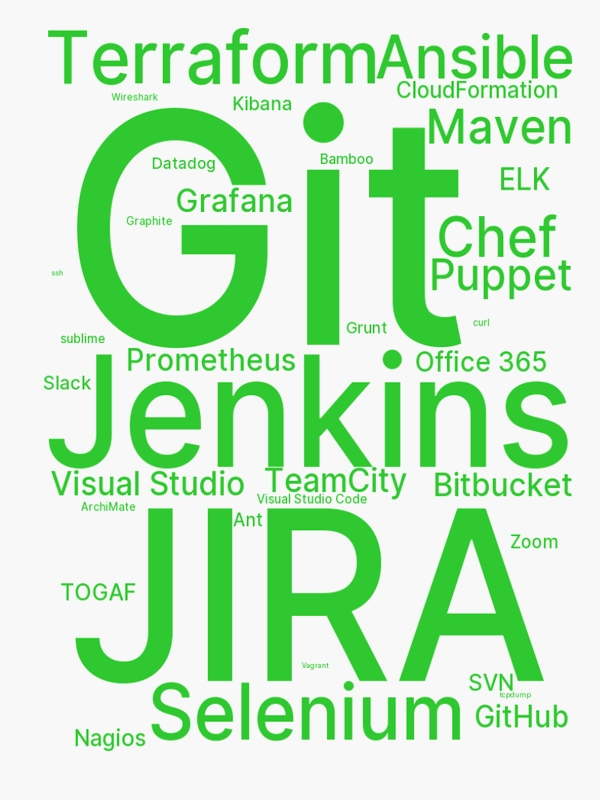 Terraform
Ansible
CloudFormation
Wireshark
Kibana
Maven
Git
Datadog
Bamboo
ELK
Grafana
Graphite
Chef
Puppet
ssh
curl
Grunt
sublime
Prometheus
Office 365
Slack
Jenkins
Visual Studio
TeamCity
Bitbucket
Visual Studio Code
ArchiMate
Ant
JIRA
Zoom
TOGAF
Vagrant
SVN
tcpdump
Selenium
GitHub
Nagios